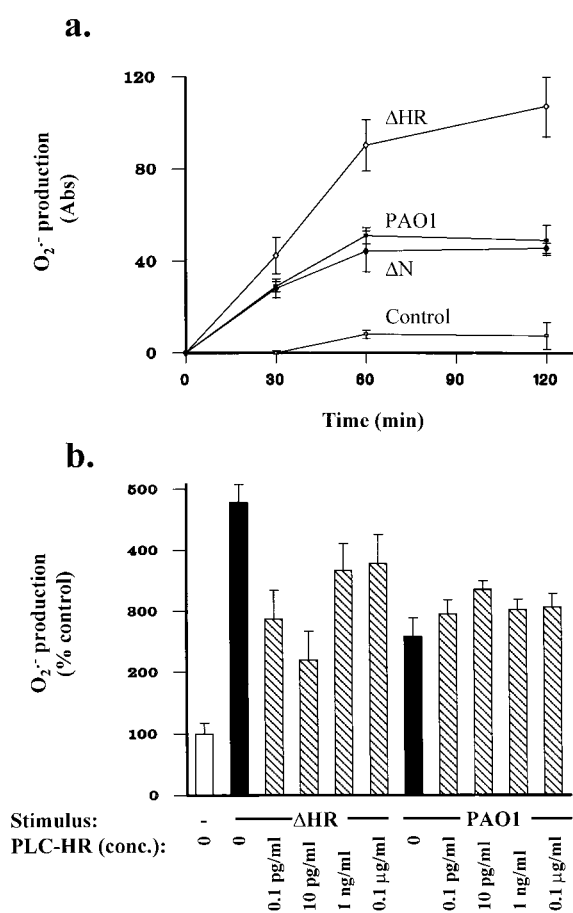 a.
120
80
40
0
O₂·⁻ production
(Abs)
ΔHR
PAO1
ΔN
Control
0 30 60 90 120
Time (min)
b.
500
400
300
200
100
0
O₂·⁻ production
(% control)
Stimulus: - ΔHR PAO1
PLC-HR (conc.): 0 0 0.1 pg/ml 10 pg/ml 1 ng/ml 0.1 µg/ml 0 0.1 pg/ml 10 pg/ml 1 ng/ml 0.1 µg/ml